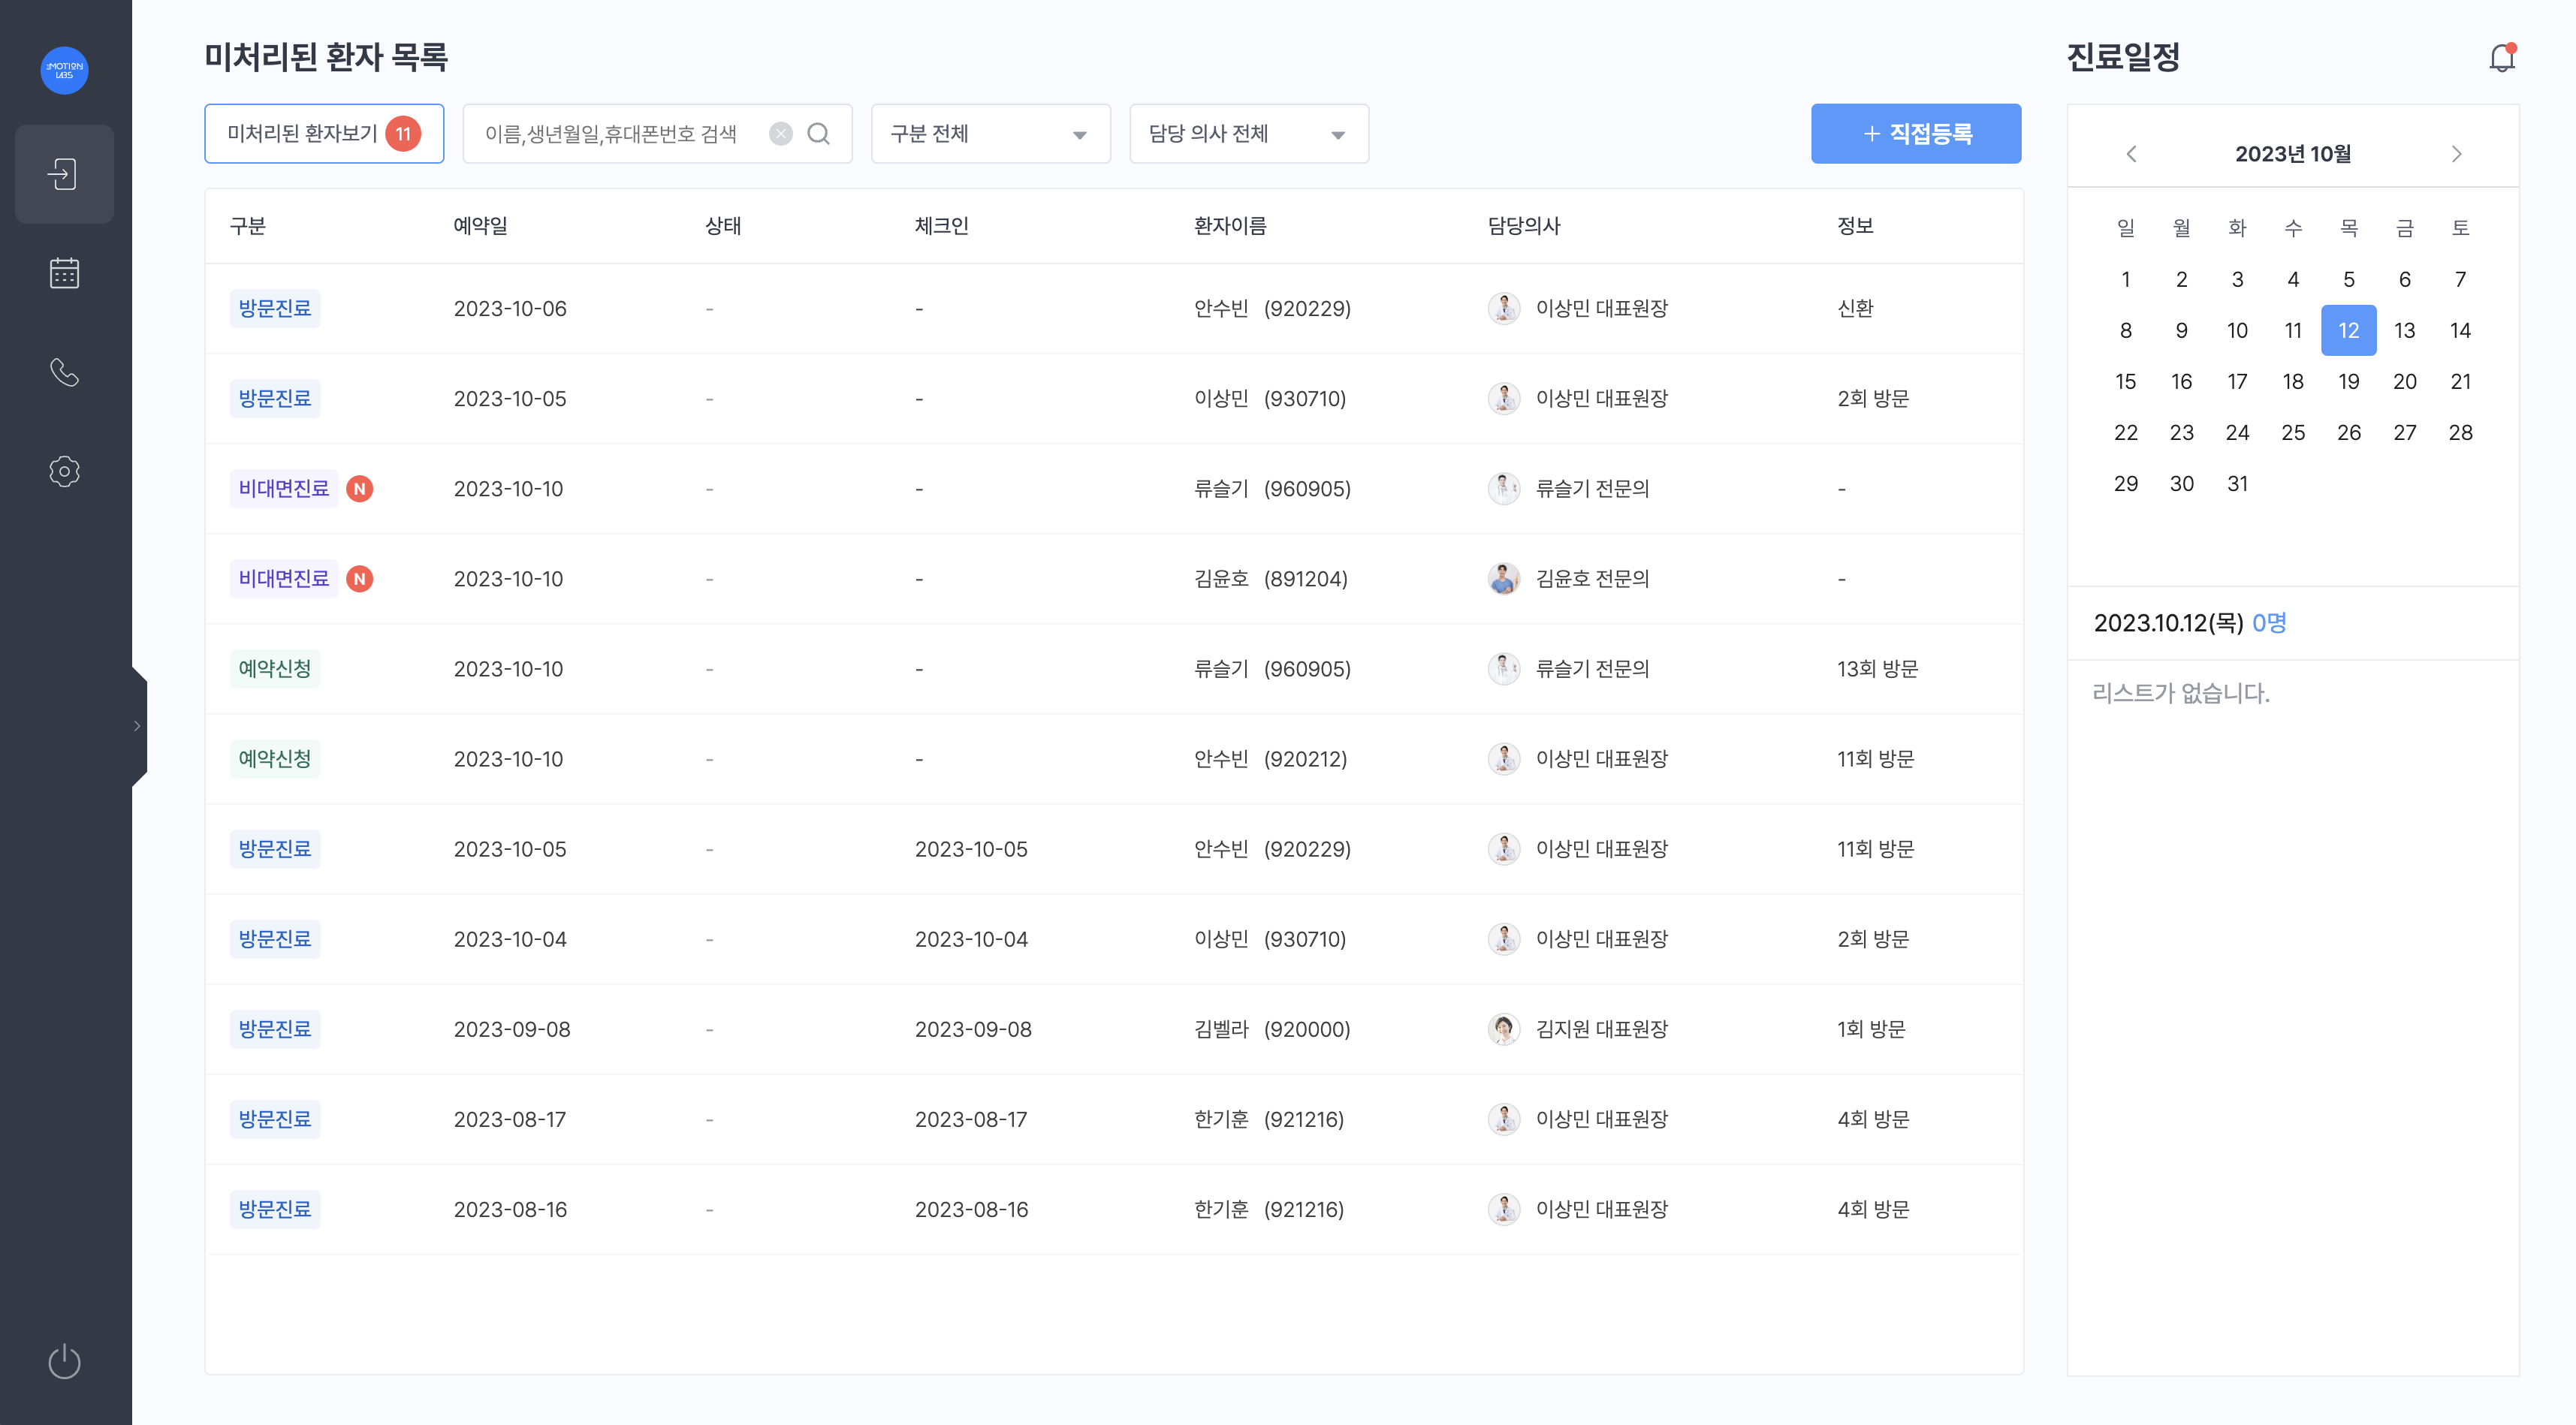 MOTION LABS
미처리된 환자 목록
미처리된 환자보기 11 이름,생년월일,휴대폰번호 검색 구분 전체 담당 의사 전체 + 직접등록
구분 예약일 상태 체크인 환자이름 담당의사 정보
방문진료 2023-10-06 - - 안수빈 (920229) 이상민 대표원장 신환
방문진료 2023-10-05 - - 이상민 (930710) 이상민 대표원장 2회 방문
비대면진료 N 2023-10-10 - - 류슬기 (960905) 류슬기 전문의 -
비대면진료 N 2023-10-10 - - 김윤호 (891204) 김윤호 전문의 -
예약신청 2023-10-10 - - 류슬기 (960905) 류슬기 전문의 13회 방문
예약신청 2023-10-10 - - 안수빈 (920212) 이상민 대표원장 11회 방문
방문진료 2023-10-05 - 2023-10-05 안수빈 (920229) 이상민 대표원장 11회 방문
방문진료 2023-10-04 - 2023-10-04 이상민 (930710) 이상민 대표원장 2회 방문
방문진료 2023-09-08 - 2023-09-08 김벨라 (920000) 김지원 대표원장 1회 방문
방문진료 2023-08-17 - 2023-08-17 한기훈 (921216) 이상민 대표원장 4회 방문
방문진료 2023-08-16 - 2023-08-16 한기훈 (921216) 이상민 대표원장 4회 방문
진료일정
2023년 10월
일 월 화 수 목 금 토
1 2 3 4 5 6 7
8 9 10 11 12 13 14
15 16 17 18 19 20 21
22 23 24 25 26 27 28
29 30 31
2023.10.12(목) 0명
리스트가 없습니다.